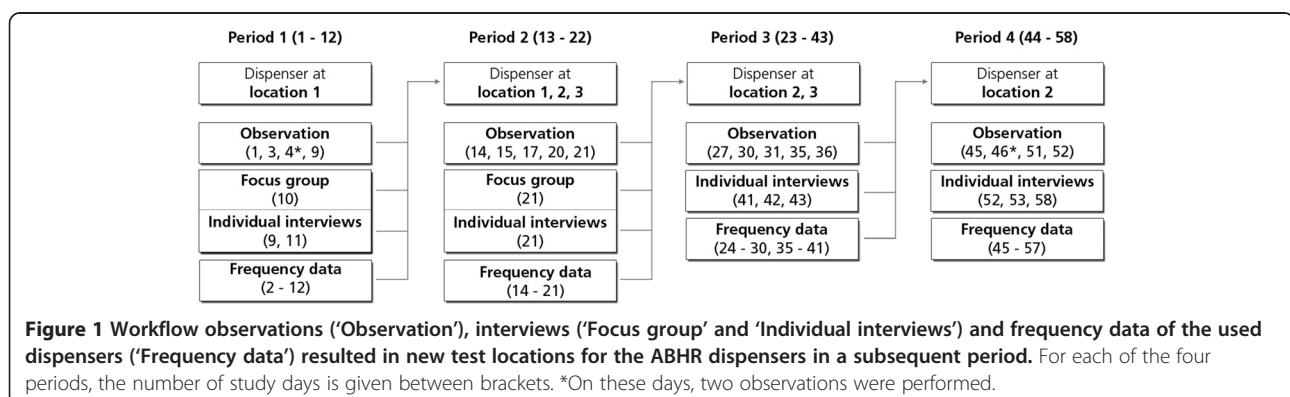 Period 1 (1 - 12)
Dispenser at
location 1
Observation
(1, 3, 4*, 9)
Focus group
(10)
Individual interviews
(9, 11)
Frequency data
(2 - 12)
Period 2 (13 - 22)
Dispenser at
location 1, 2, 3
Observation
(14, 15, 17, 20, 21)
Focus group
(21)
Individual interviews
(21)
Frequency data
(14 - 21)
Period 3 (23 - 43)
Dispenser at
location 2, 3
Observation
(27, 30, 31, 35, 36)
Individual interviews
(41, 42, 43)
Frequency data
(24 - 30, 35 - 41)
Period 4 (44 - 58)
Dispenser at
location 2
Observation
(45, 46*, 51, 52)
Individual interviews
(52, 53, 58)
Frequency data
(45 - 57)
Figure 1 Workflow observations (‘Observation’), interviews (‘Focus group’ and ‘Individual interviews’) and frequency data of the used
dispensers (‘Frequency data’) resulted in new test locations for the ABHR dispensers in a subsequent period. For each of the four
periods, the number of study days is given between brackets. *On these days, two observations were performed.